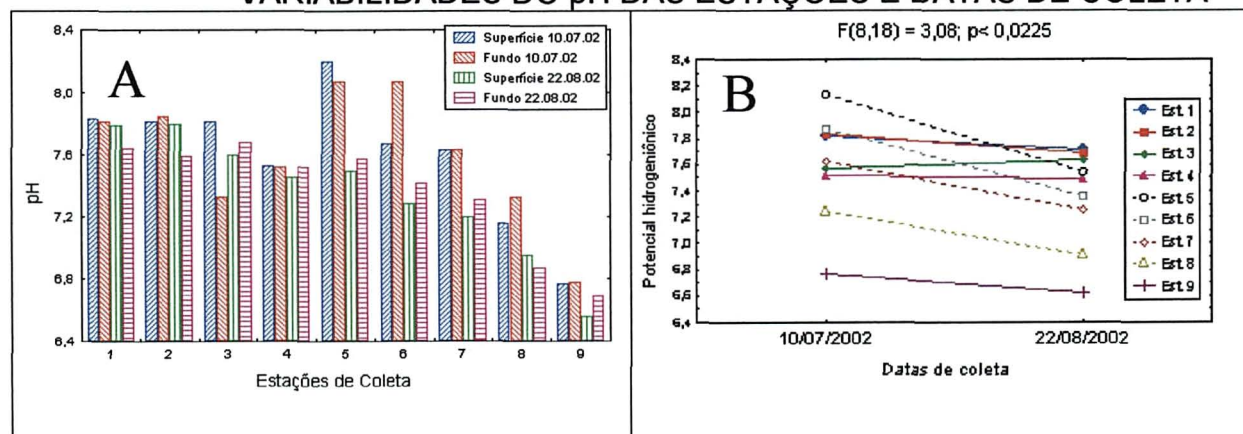 VARIABILIDADES DO pH DAS ESTAÇÕES E DATAS DE COLETA
A
8,4
8,0
7,6
7,2
6,8
6,4
pH
Superfície 10.07.02
Fundo 10.07.02
Superfície 22.08.02
Fundo 22.08.02
1 2 3 4 5 6 7 8 9
Estações de Coleta
F(8,18) = 3,08; p< 0,0225
B
8,4
8,2
8,0
7,8
7,6
7,4
7,2
7,0
6,8
6,6
6,4
Potencial hidrogeniônico
Est.1
Est.2
Est.3
Est.4
Est.5
Est.6
Est.7
Est.8
Est.9
10/07/2002 22/08/2002
Datas de coleta